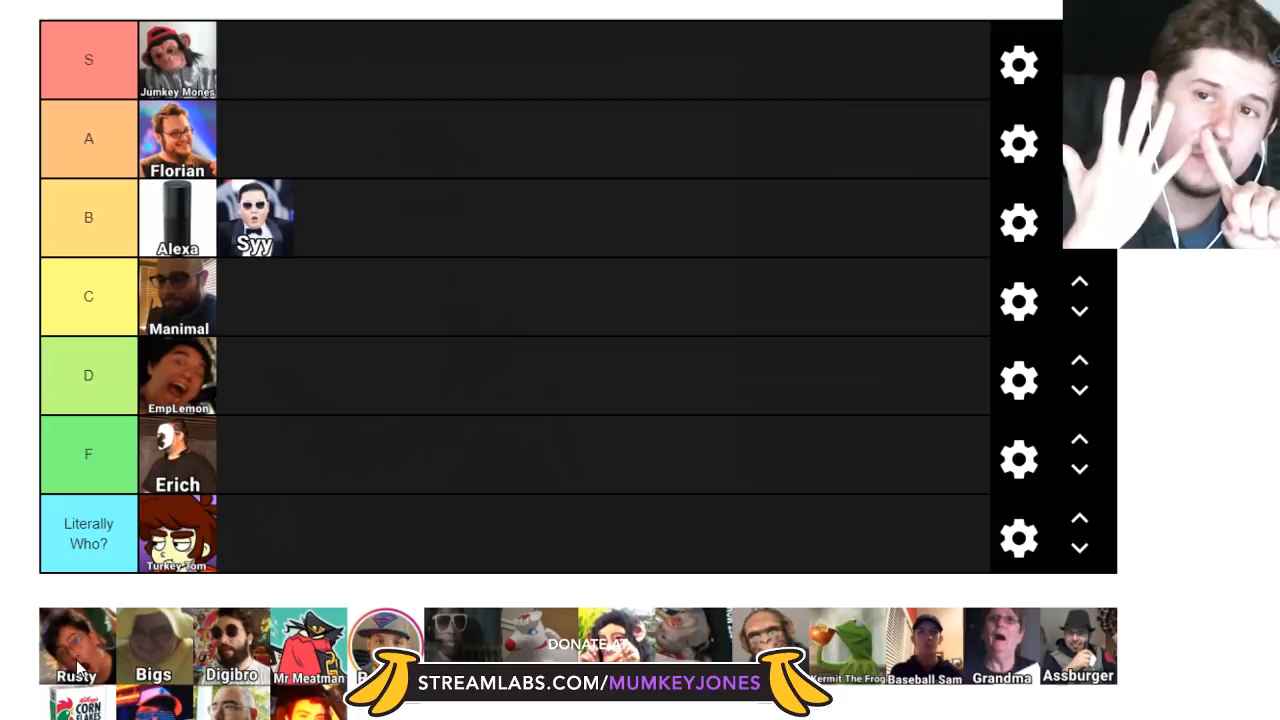 S
Jumkey Mones
A
Florian
B
Alexa
Syy
C
Manimal
D
EmpLemon
F
Erich
Literally
Who?
Turkey Tom
Rusty
Bigs
Digibro
Mr Meatman
Kermit The Frog
Baseball Sam
Grandma
Assburger
DONATE AT
STREAMLABS.COM/MUMKEYJONES
CORN
FLAKES